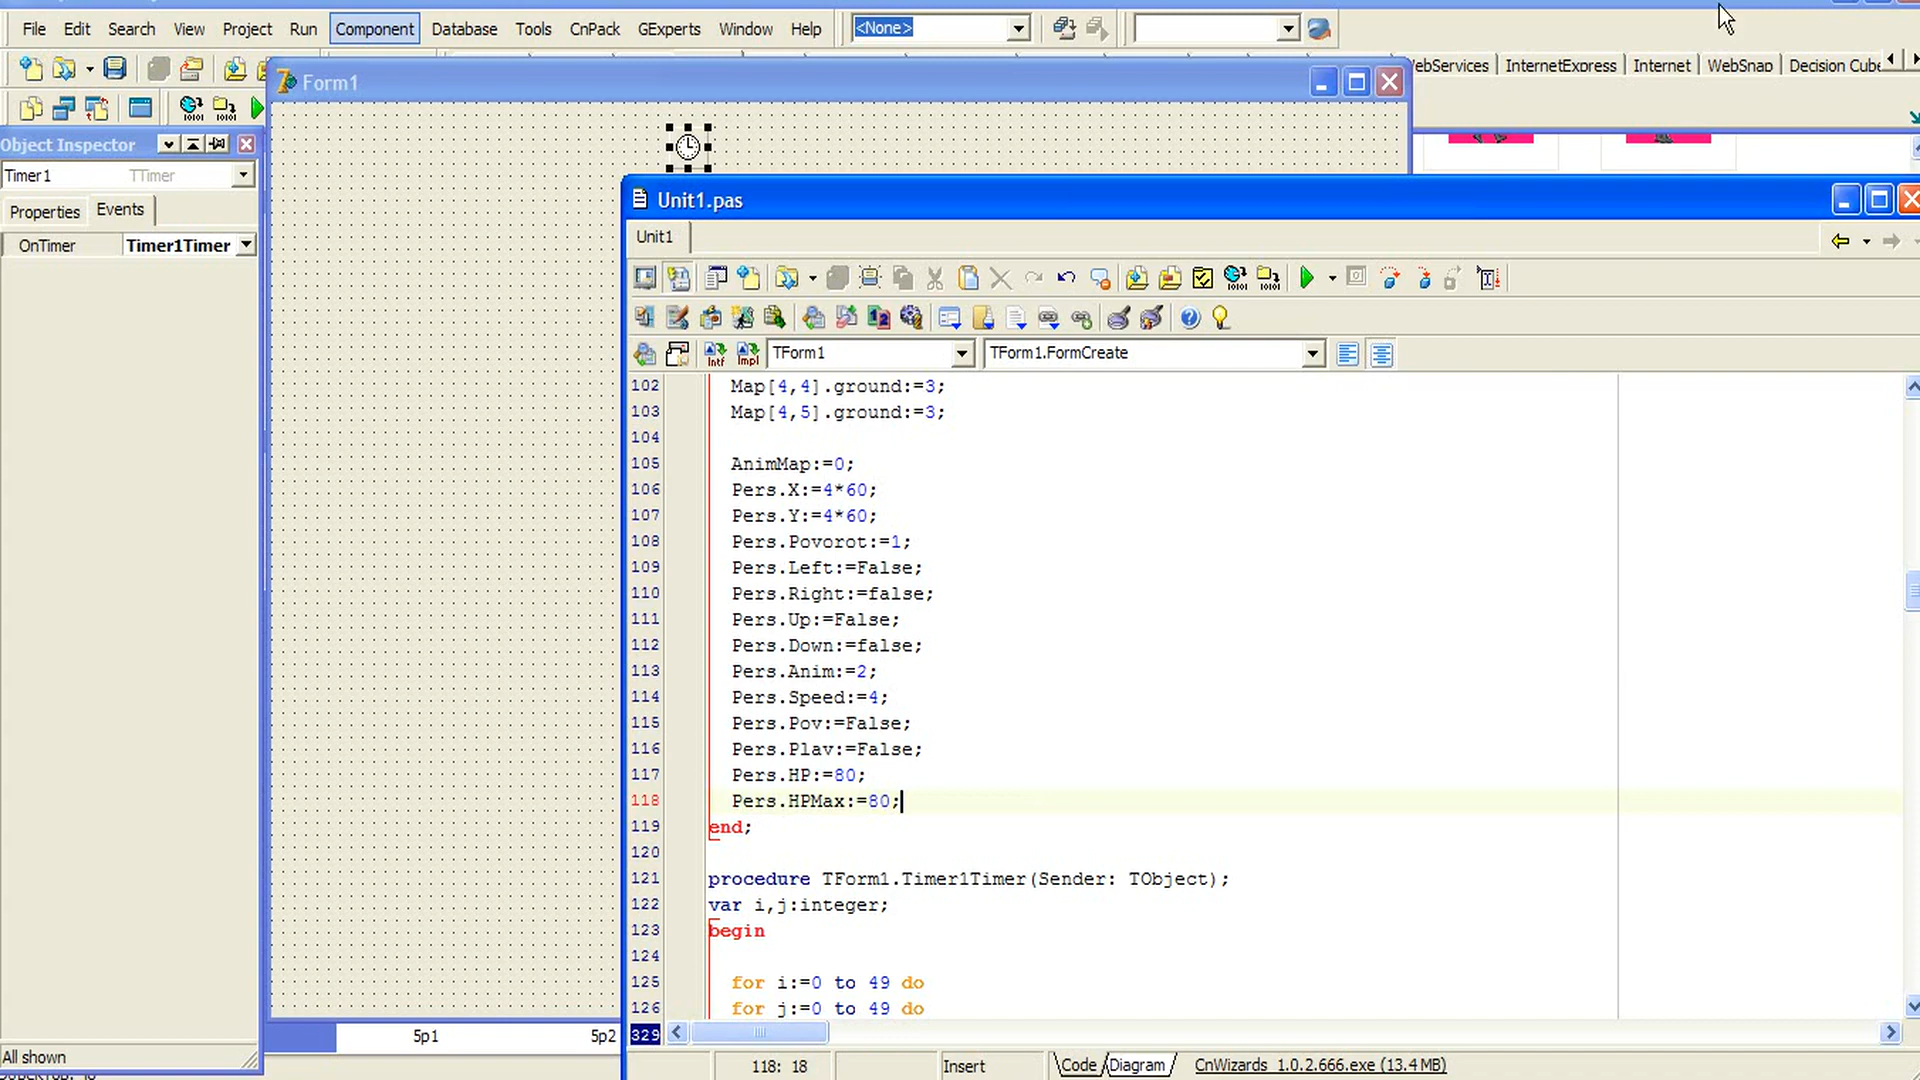 File Edit Search View Project Run Component Database Tools CnPack GExperts Window Help <None>
WebServices InternetExpress Internet WebSnap Decision Cube
Form1
Object Inspector
Timer1 TTimer
Properties Events
OnTimer Timer1Timer
Unit1.pas
Unit1
TForm1 TForm1.FormCreate
102 Map[4,4].ground:=3;
103 Map[4,5].ground:=3;
104
105 AnimMap:=0;
106 Pers.X:=4*60;
107 Pers.Y:=4*60;
108 Pers.Povorot:=1;
109 Pers.Left:=False;
110 Pers.Right:=false;
111 Pers.Up:=False;
112 Pers.Down:=false;
113 Pers.Anim:=2;
114 Pers.Speed:=4;
115 Pers.Pov:=False;
116 Pers.Plav:=False;
117 Pers.HP:=80;
118 Pers.HPMax:=80;
119 end;
120
121 procedure TForm1.Timer1Timer(Sender: TObject);
122 var i,j:integer;
123 begin
124
125 for i:=0 to 49 do
126 for j:=0 to 49 do
329
5p1 5p2
All shown
118: 18 Insert Code Diagram CnWizards_1.0.2.666.exe (13.4 MB)